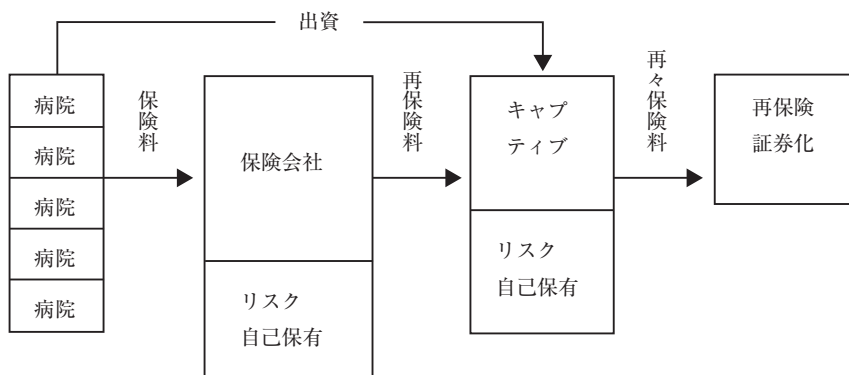 出資
病院
病院
病院
病院
病院
保険料
保険会社
リスク
自己保有
再保険料
キャプ
ティブ
リスク
自己保有
再々保険料
再保険
証券化